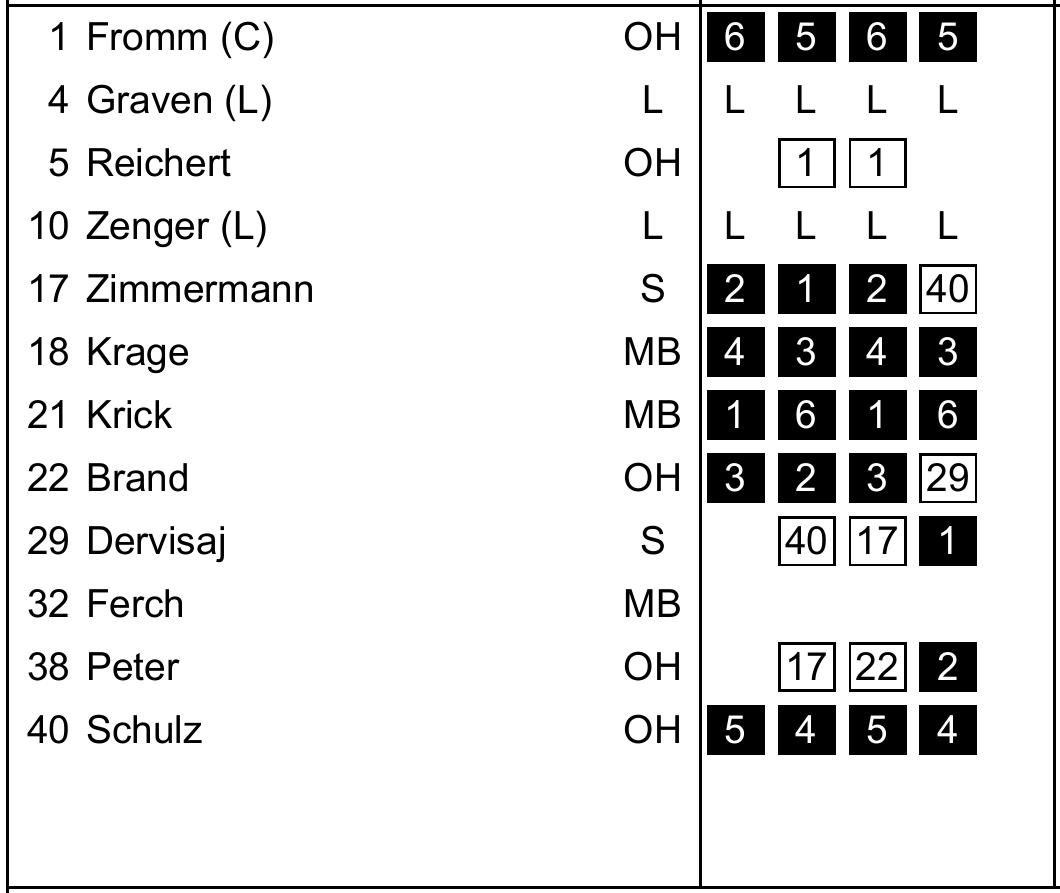 1 Fromm (C) OH 6 5 6 5
4 Graven (L) L L L L L
5 Reichert OH 1 1
10 Zenger (L) L L L L L
17 Zimmermann S 2 1 2 40
18 Krage MB 4 3 4 3
21 Krick MB 1 6 1 6
22 Brand OH 3 2 3 29
29 Dervisaj S 40 17 1
32 Ferch MB
38 Peter OH 17 22 2
40 Schulz OH 5 4 5 4